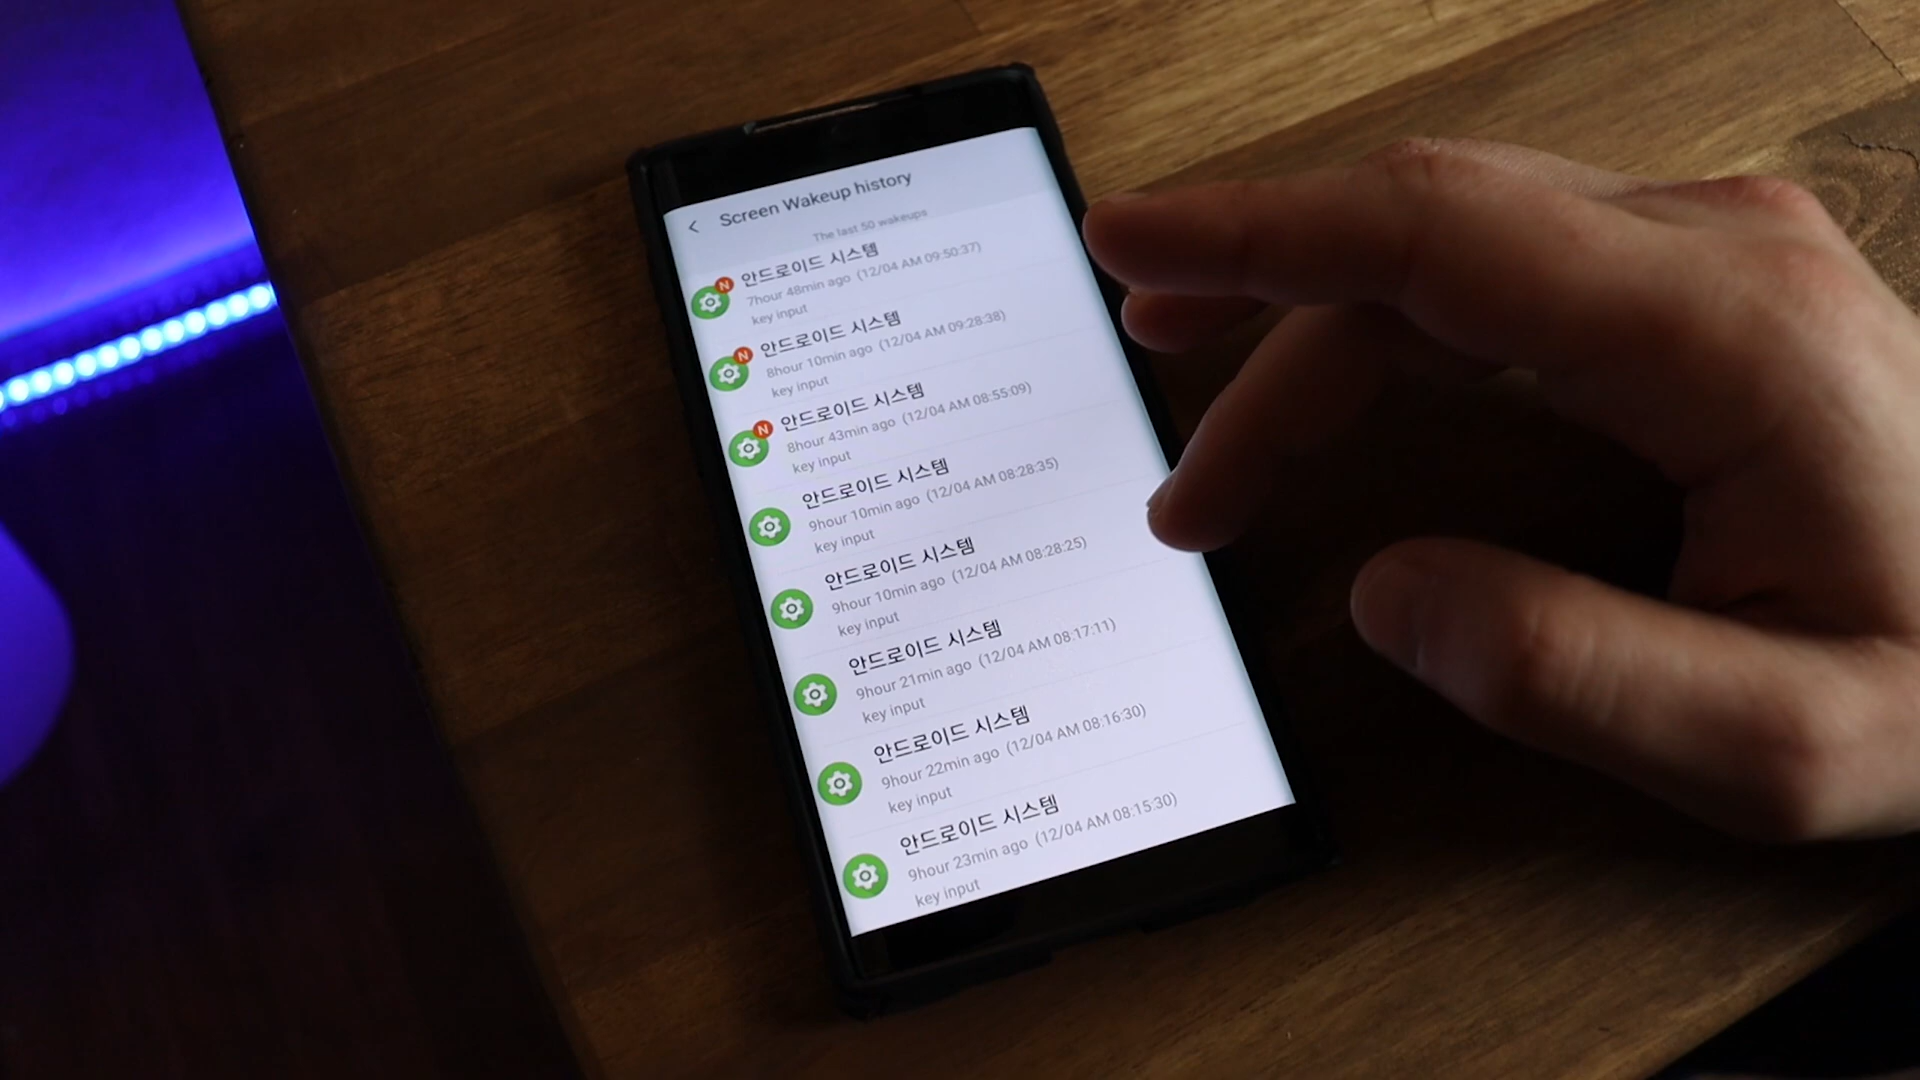 Screen Wakeup history
The last 50 wakeups
안드로이드 시스템
N
7hour 48min ago (12/04 AM 09:50:37)
key input
안드로이드 시스템
N
8hour 10min ago (12/04 AM 09:28:38)
key input
안드로이드 시스템
N
8hour 43min ago (12/04 AM 08:55:09)
key input
안드로이드 시스템
9hour 10min ago (12/04 AM 08:28:35)
key input
안드로이드 시스템
9hour 10min ago (12/04 AM 08:28:25)
key input
안드로이드 시스템
9hour 21min ago (12/04 AM 08:17:11)
key input
안드로이드 시스템
9hour 22min ago (12/04 AM 08:16:30)
key input
안드로이드 시스템
9hour 23min ago (12/04 AM 08:15:30)
key input